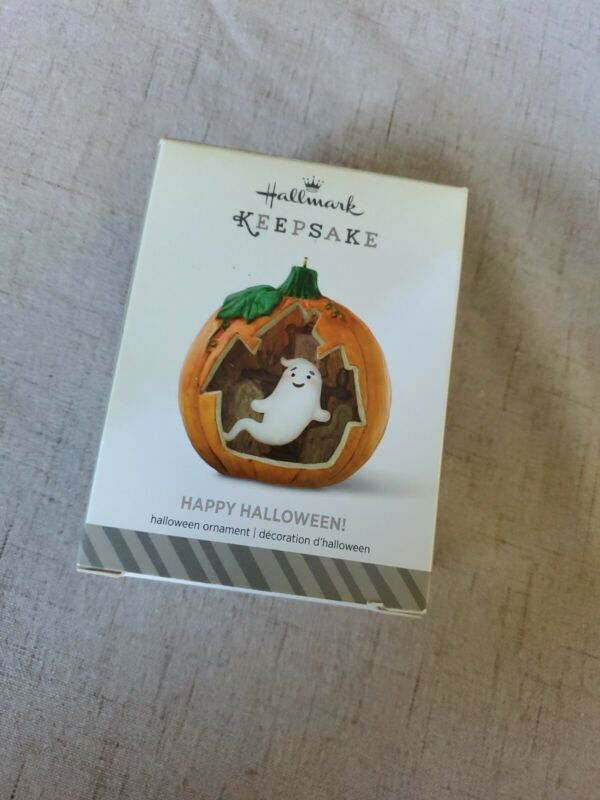 Hallmark
KEEPSAKE
HAPPY HALLOWEEN!
halloween ornament | décoration d'halloween